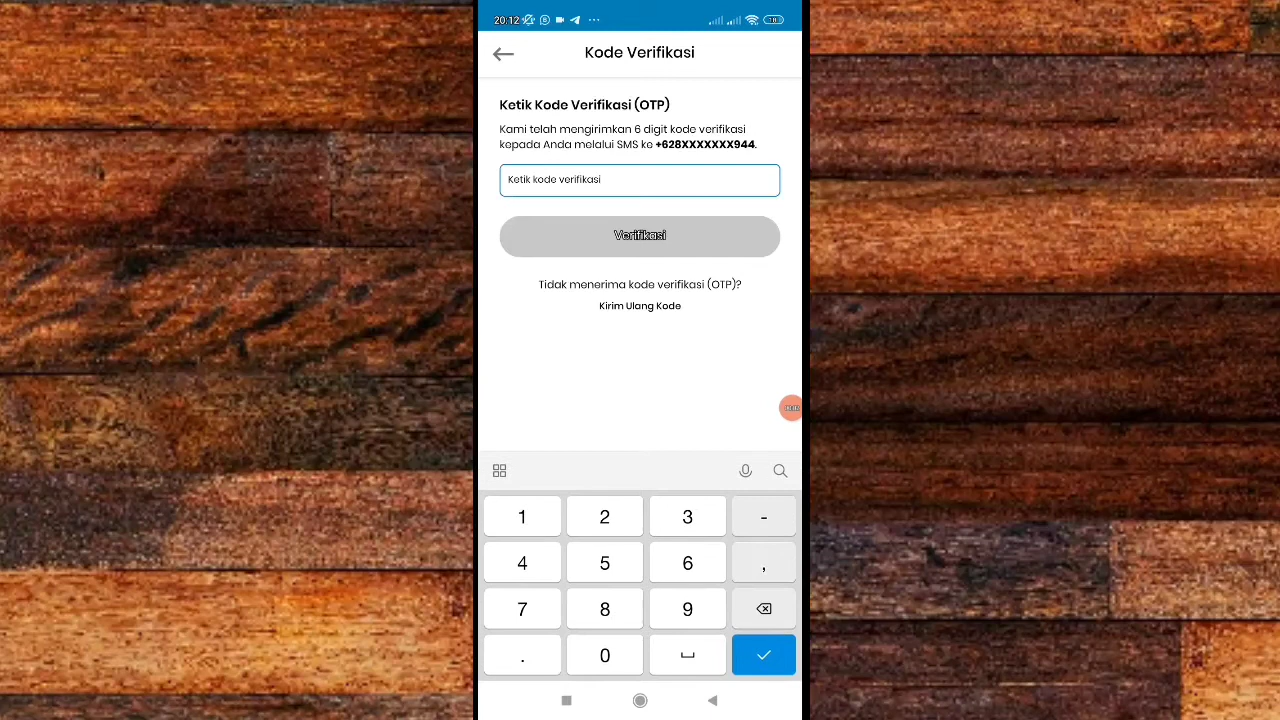 20:12
Kode Verifikasi
Ketik Kode Verifikasi (OTP)
Kami telah mengirimkan 6 digit kode verifikasi
kepada Anda melalui SMS ke +628XXXXXXX944.
Ketik kode verifikasi
Verifikasi
Tidak menerima kode verifikasi (OTP)?
Kirim Ulang Kode
1 2 3 -
4 5 6 ,
7 8 9
. 0